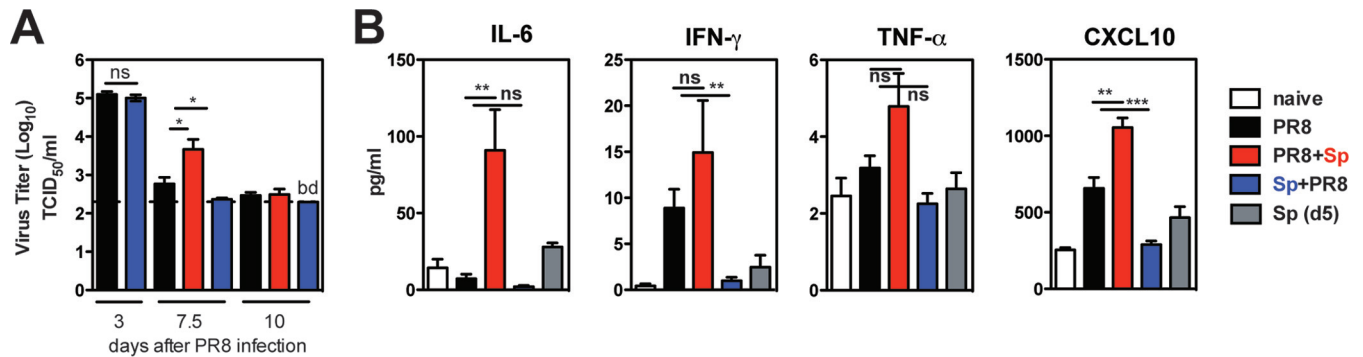 A
Virus Titer (Log10)
TCID50/ml
6
5
4
3
2
1
0
ns
*
*
bd
3
7.5
10
days after PR8 infection
B
pg/ml
IL-6
150
100
50
0
**
ns
IFN-γ
25
20
15
10
5
0
ns
**
TNF-α
6
4
2
0
ns
ns
CXCL10
1500
1000
500
0
**
***
naive
PR8
PR8+Sp
Sp+PR8
Sp (d5)